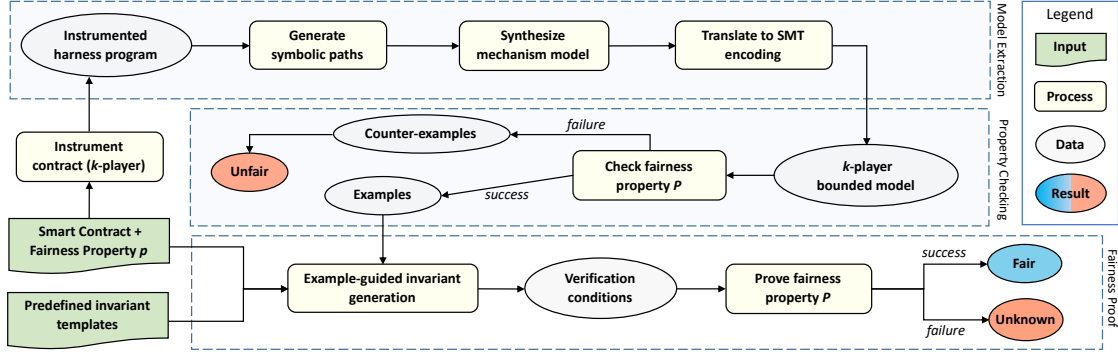 Instrumented
harness program
Generate
symbolic paths
Synthesize
mechanism model
Translate to SMT
encoding
Model Extraction
Legend
Input
Process
Data
Result
Instrument
contract (k-player)
Counter-examples
failure
Unfair
Check fairness
property P
k-player
bounded model
Examples
success
Property Checking
Smart Contract +
Fairness Property p
Predefined invariant
templates
Example-guided invariant
generation
Verification
conditions
Prove fairness
property P
success
Fair
Unknown
failure
Fairness Proof